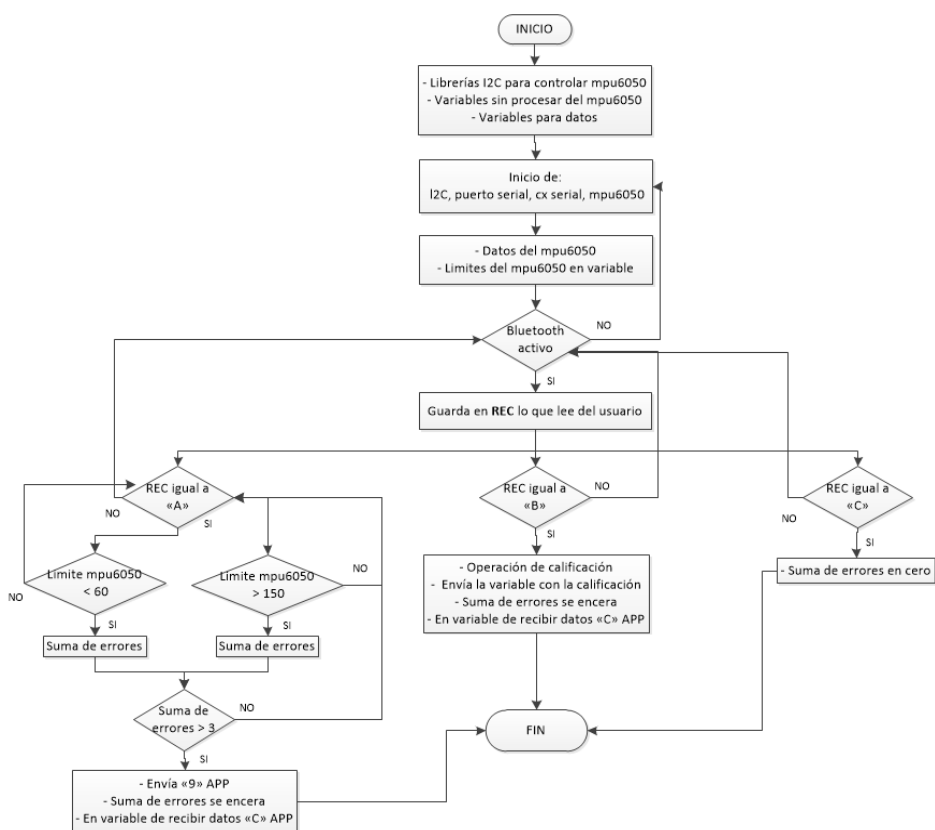 INICIO
- Librerías I2C para controlar mpu6050
- Variables sin procesar del mpu6050
- Variables para datos
Inicio de:
I2C, puerto serial, cx serial, mpu6050
- Datos del mpu6050
- Limites del mpu6050 en variable
Bluetooth
activo
NO
SI
Guarda en REC lo que lee del usuario
REC igual a
«A»
NO
SI
REC igual a
«B»
NO
SI
REC igual a
«C»
NO
SI
Limite mpu6050
< 60
NO
SI
Limite mpu6050
> 150
NO
SI
- Operación de calificación
- Envía la variable con la calificación
- Suma de errores se encera
- En variable de recibir datos «C» APP
- Suma de errores en cero
Suma de errores
Suma de errores
Suma de
errores > 3
NO
SI
FIN
- Envía «9» APP
- Suma de errores se encera
- En variable de recibir datos «C» APP